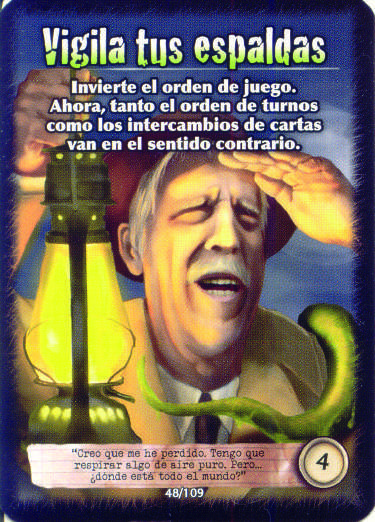 Vigila tus espaldas
Invierte el orden de juego.
Ahora, tanto el orden de turnos
como los intercambios de cartas
van en el sentido contrario.
"Creo que me he perdido. Tengo que
respirar algo de aire puro. Pero...
¿dónde está todo el mundo?"
4
48/109